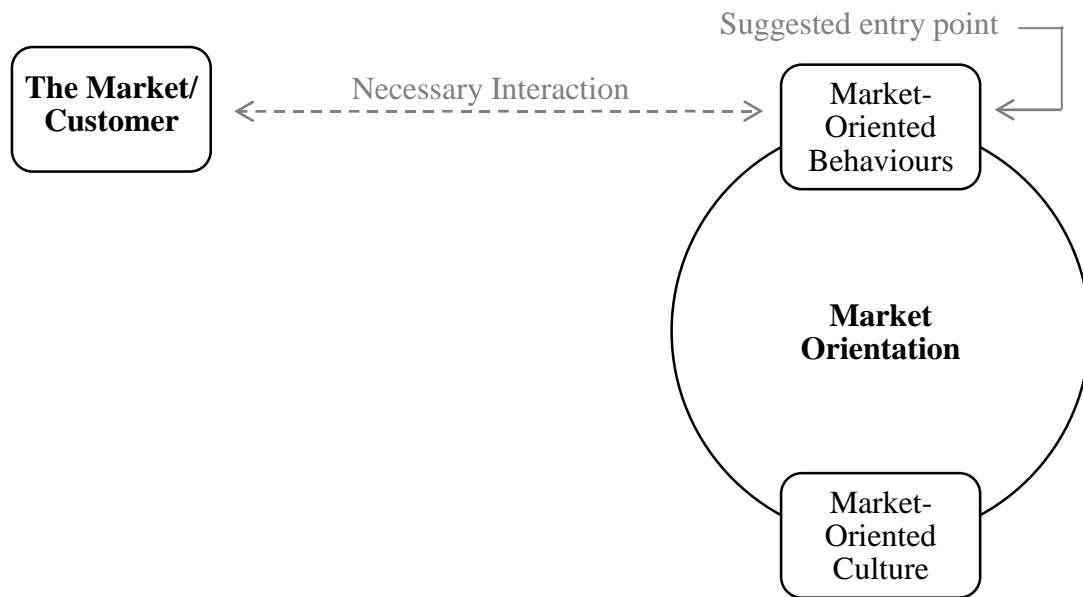 Suggested entry point
The Market/
Customer
Necessary Interaction
Market-
Oriented
Behaviours
Market
Orientation
Market-
Oriented
Culture